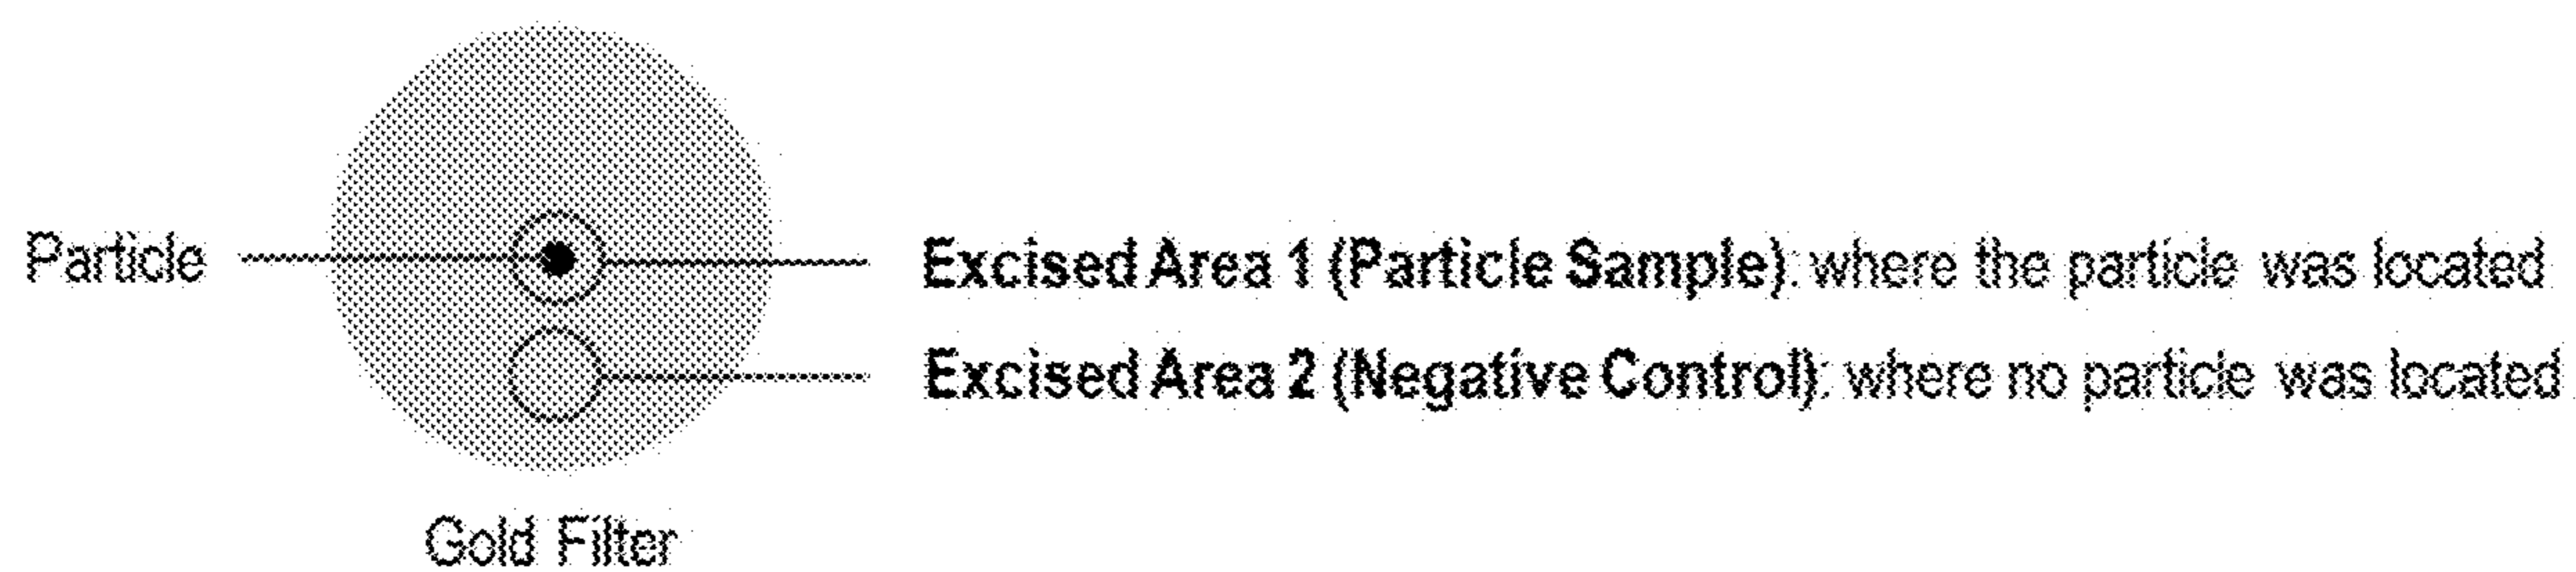 Particle
Excised Area 1 (Particle Sample): where the particle was located
Excised Area 2 (Negative Control): where no particle was located
Gold Filter